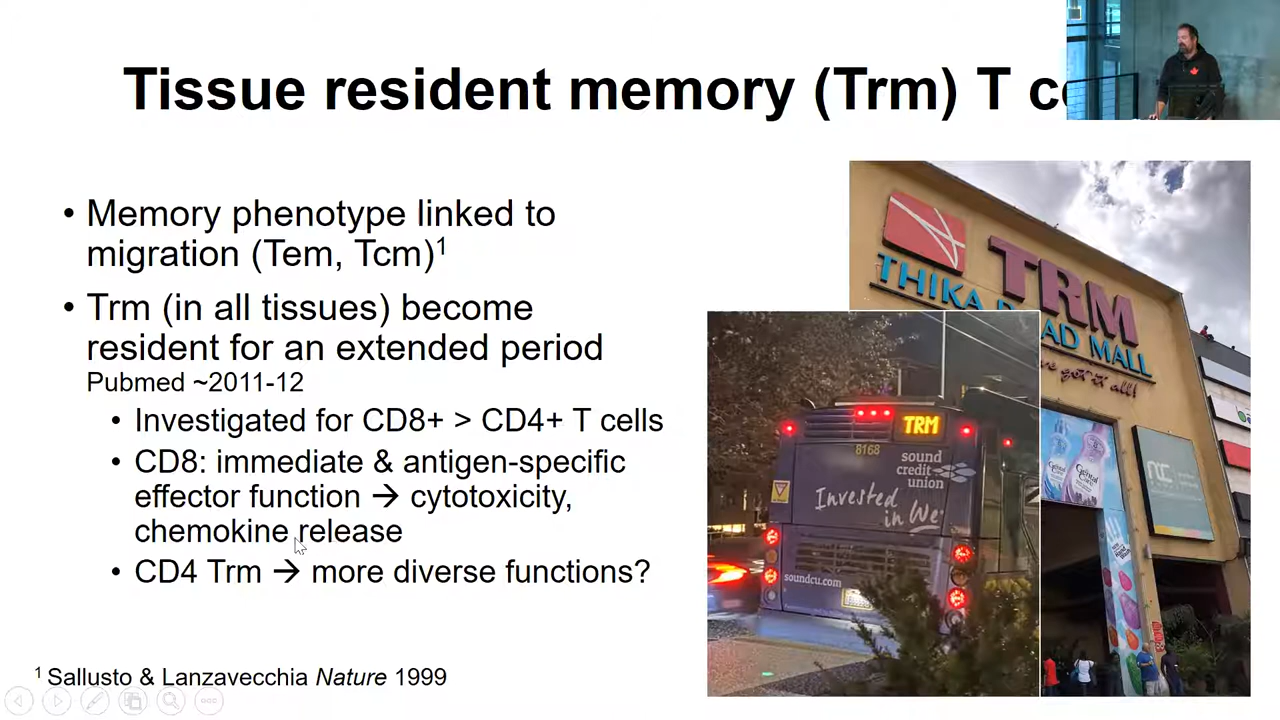 Tissue resident memory (Trm) T
• Memory phenotype linked to
migration (Tem, Tcm)¹
• Trm (in all tissues) become
resident for an extended period
Pubmed ~2011-12
• Investigated for CD8+ > CD4+ T cells
• CD8: immediate & antigen-specific
effector function → cytotoxicity,
chemokine release
• CD4 Trm → more diverse functions?
¹ Sallusto & Lanzavecchia Nature 1999
TRM
8168
sound
credit
union
Invested
in We
soundcu.com
TRM
THIKA
AD MALL
got it all!